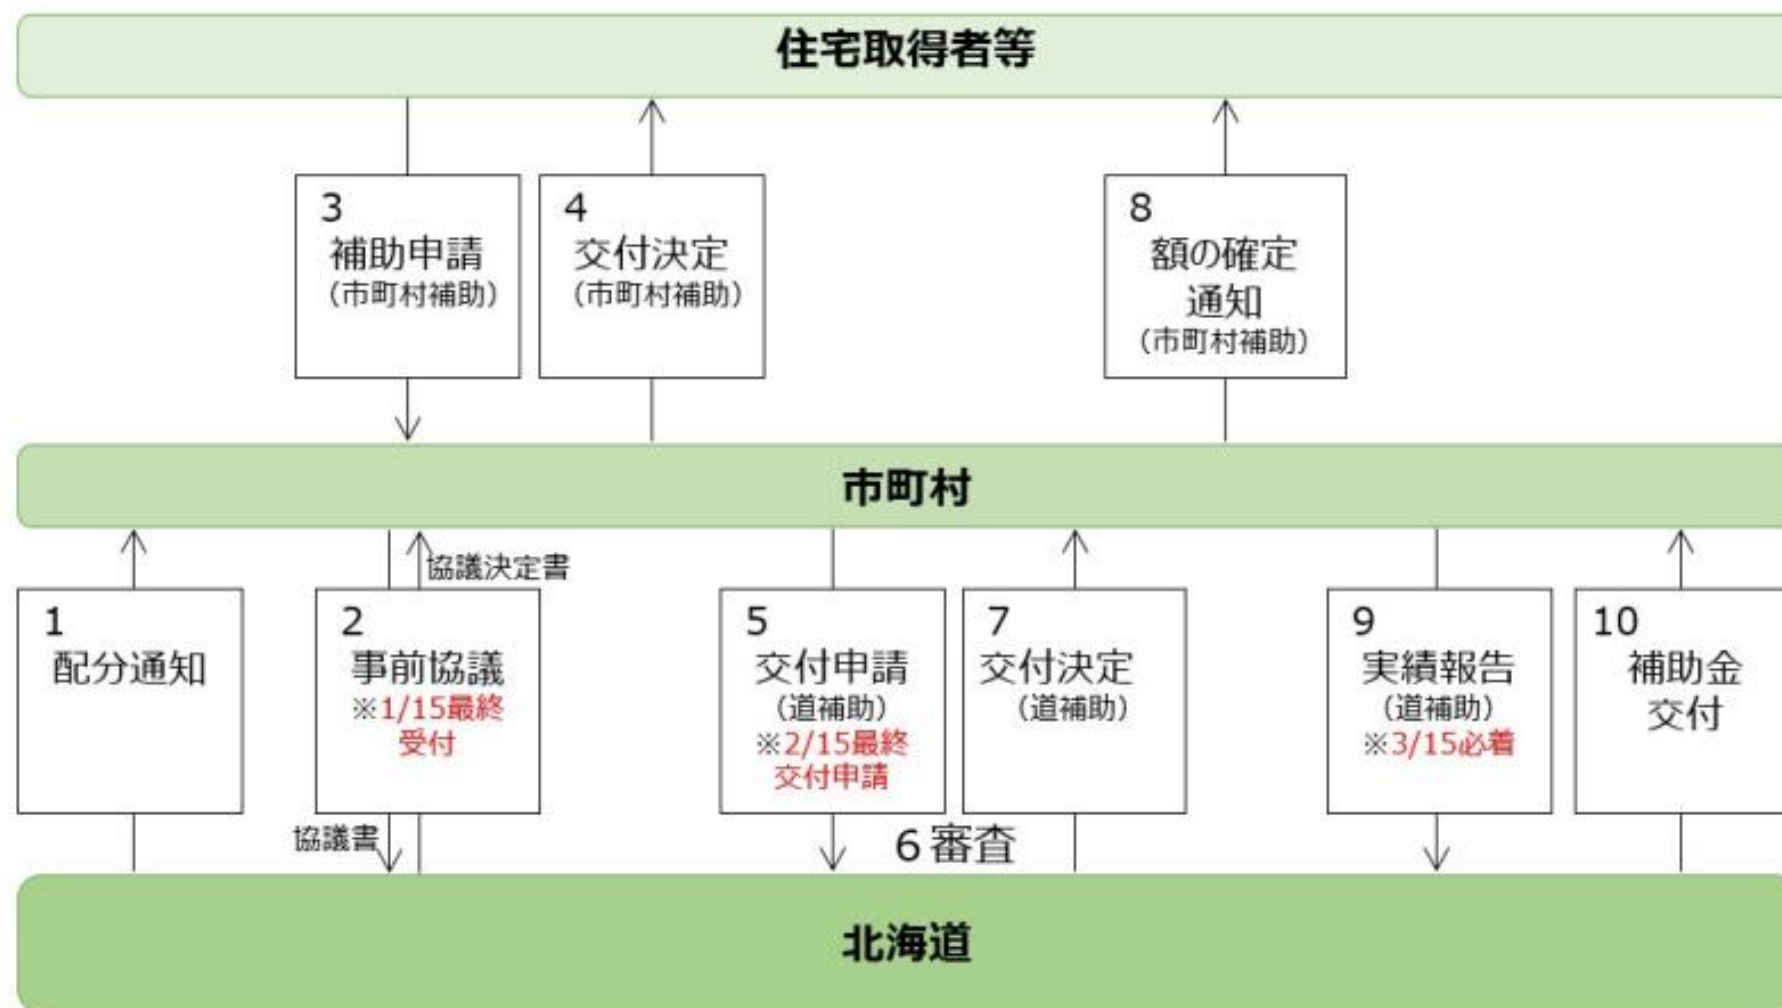 住宅取得者等
3
補助申請
（市町村補助）
4
交付決定
（市町村補助）
8
額の確定
通知
（市町村補助）
市町村
協議決定書
1
配分通知
2
事前協議
※1/15最終
受付
協議書
5
交付申請
（道補助）
※2/15最終
交付申請
6 審査
7
交付決定
（道補助）
9
実績報告
（道補助）
※3/15必着
10
補助金
交付
北海道